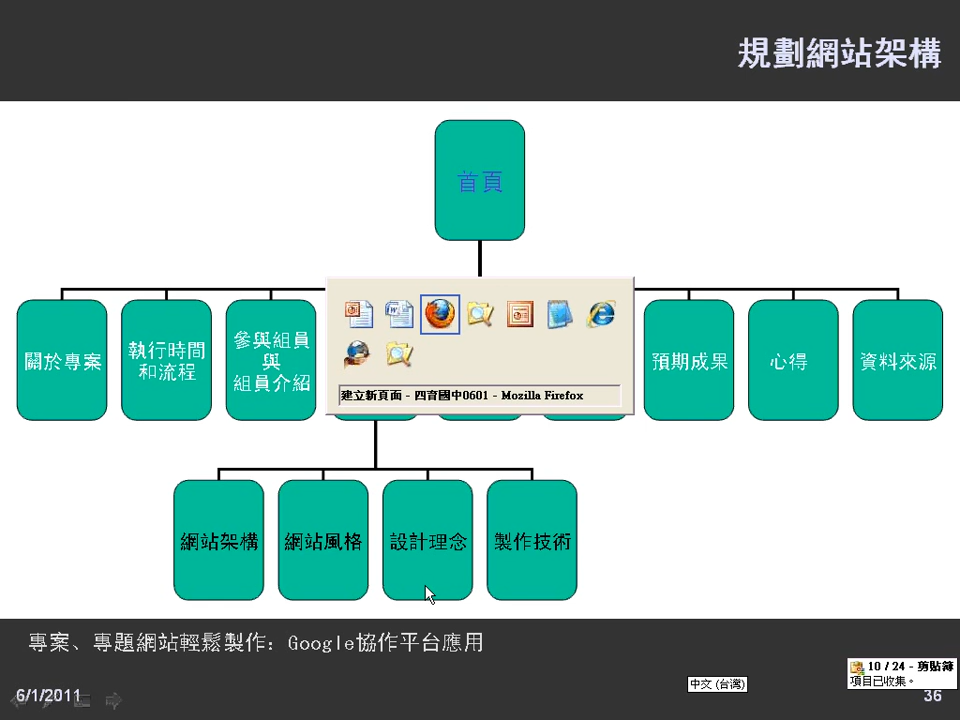 規劃網站架構
首頁
關於專案
執行時間
和流程
參與組員
與
組員介紹
預期成果
心得
資料來源
建立新頁面 - 四育國中0601 - Mozilla Firefox
網站架構
網站風格
設計理念
製作技術
專案、專題網站輕鬆製作：Google協作平台應用
10 / 24 - 剪貼簿
項目已收集。
中文 (台灣)
6/1/2011
36